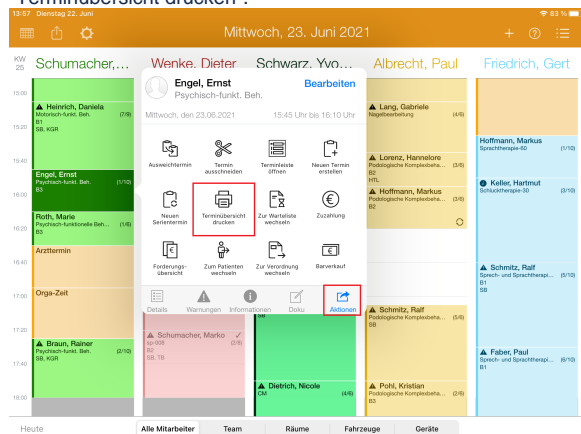 "Terminübersicht drucken".
13:57 Dienstag 22. Juni
83 %
Mittwoch, 23. Juni 2021
KW
25
Schumacher,...
Wenke, Dieter
Schwarz, Yvo...
Albrecht, Paul
Friedrich, Gert
15:00
15:20
15:40
16:00
16:20
16:40
17:00
17:20
17:40
18:00
Heinrich, Daniela
Motorisch-funkt. Beh. (7/9)
B1
SB, KGR
Engel, Ernst
Psychisch-funkt. Beh. (1/10)
B3
Roth, Marie
Psychisch-funktionelle Beh... (1/6)
B3
Arzttermin
Orga-Zeit
Braun, Rainer
Psychisch-funkt. Beh. (2/10)
SB, KGR
Engel, Ernst
Psychisch-funkt. Beh.
Bearbeiten
Mittwoch, den 23.06.2021
15:45 Uhr bis 16:10 Uhr
Ausweichtermin
Termin
ausschneiden
Terminleiste
öffnen
Neuen Termin
erstellen
Neuen
Serientermin
Terminübersicht
drucken
Zur Warteliste
wechseln
Zuzahlung
Forderungs-
übersicht
Zum Patienten
wechseln
Zur Verordnung
wechseln
Barverkauf
Details
Warnungen
Informationen
Doku
Aktionen
Schumacher, Marko
sp-008 (2/8)
B2
SB, TB
SB
Dietrich, Nicole
CM (4/6)
Lang, Gabriele
Nagelbearbeitung (4/6)
Lorenz, Hannelore
Podologische Komplexbeha... (3/6)
B2
HTL
Hoffmann, Markus
Podologische Komplexbeha... (3/6)
B2
Schmitz, Ralf
Podologische Komplexbeha... (5/6)
SB
Pohl, Kristian
Podologische Komplexbeha... (2/6)
B3
Hoffmann, Markus
Sprachtherapie-60 (1/10)
Keller, Hartmut
Schlucktherapie-30 (3/10)
Schmitz, Ralf
Sprech- und Sprachtherapi... (5/10)
B1
SB
Faber, Paul
Sprech- und Sprachtherapi... (6/10)
B1
Heute
Alle Mitarbeiter
Team
Räume
Fahrzeuge
Geräte